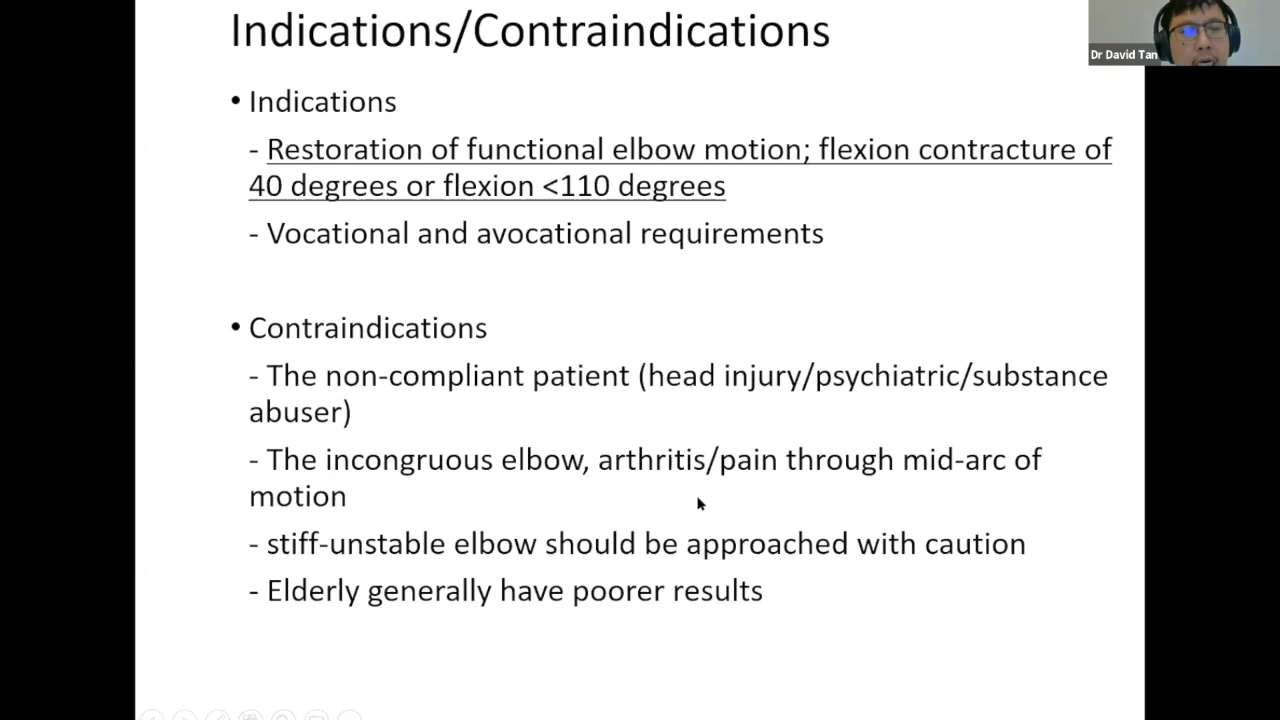 Indications/Contraindications
Dr David Tan
• Indications
- Restoration of functional elbow motion; flexion contracture of
40 degrees or flexion <110 degrees
- Vocational and avocational requirements
• Contraindications
- The non-compliant patient (head injury/psychiatric/substance
abuser)
- The incongruous elbow, arthritis/pain through mid-arc of
motion
- stiff-unstable elbow should be approached with caution
- Elderly generally have poorer results